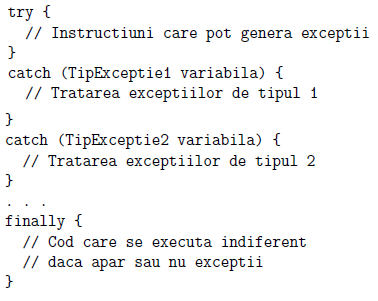 try {
// Instructiuni care pot genera exceptii
}
catch (TipExceptie1 variabila) {
// Tratarea exceptiilor de tipul 1
}
catch (TipExceptie2 variabila) {
// Tratarea exceptiilor de tipul 2
}
. . .
finally {
// Cod care se executa indiferent
// daca apar sau nu exceptii
}